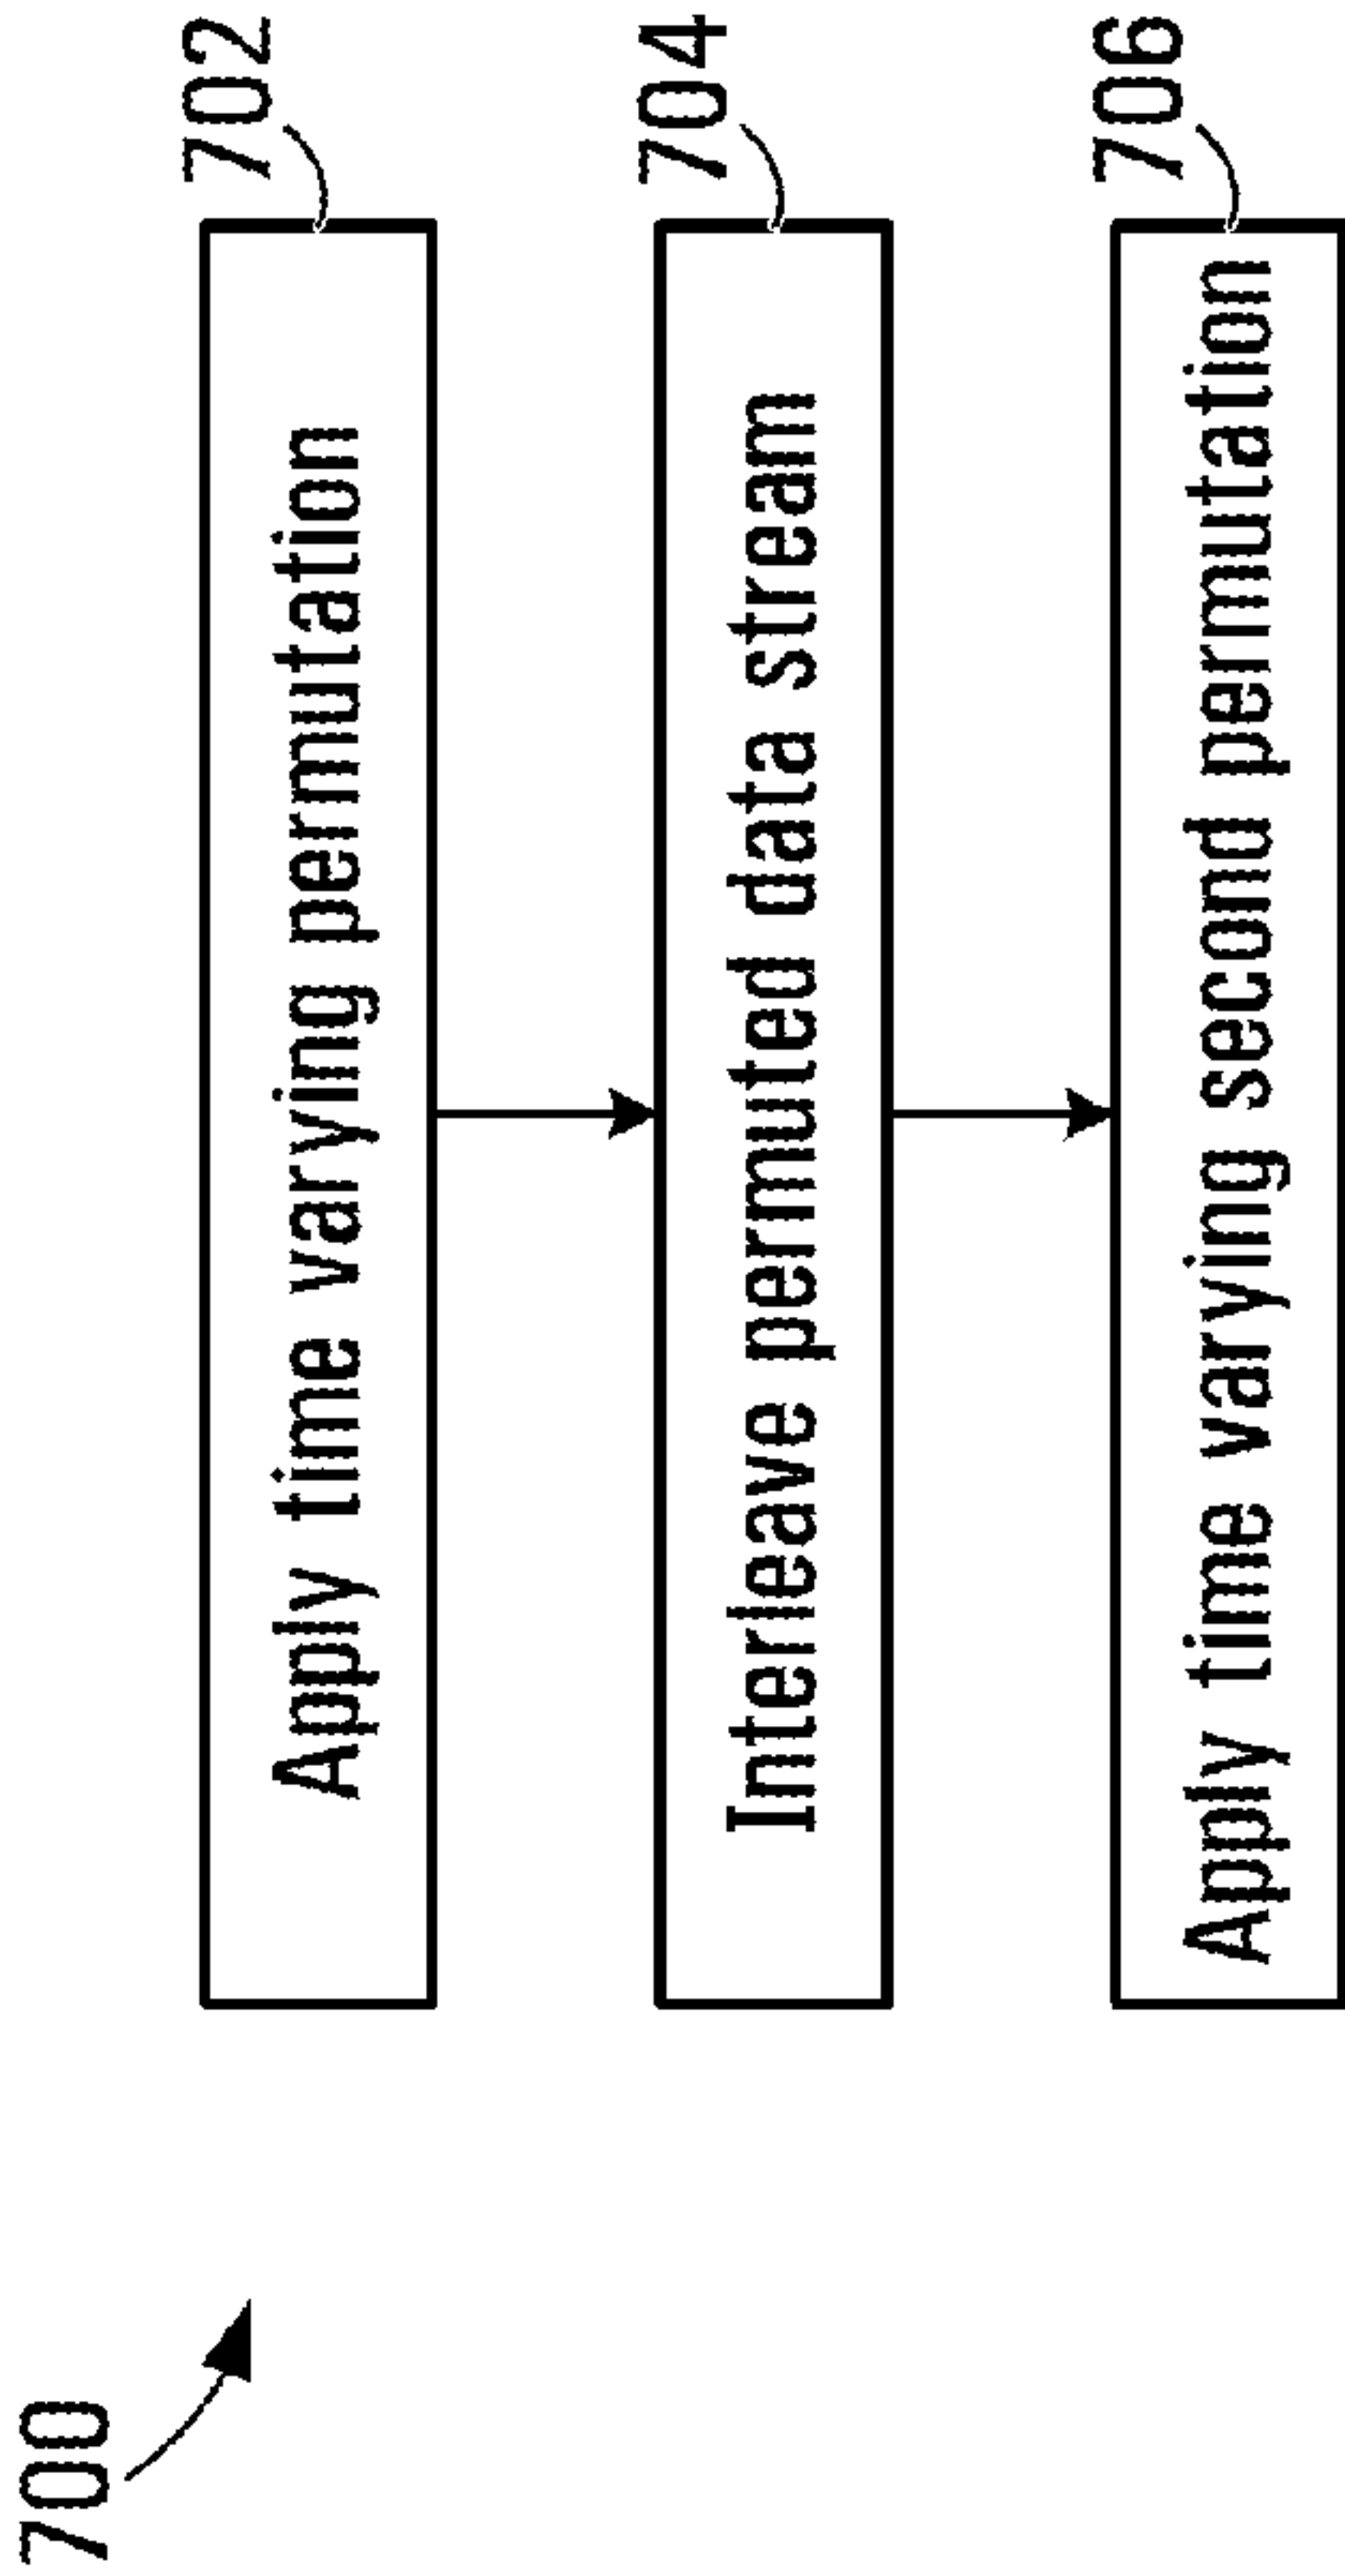 700
702
Apply time varying permutation
704
Interleave permuted data stream
706
Apply time varying second permutation